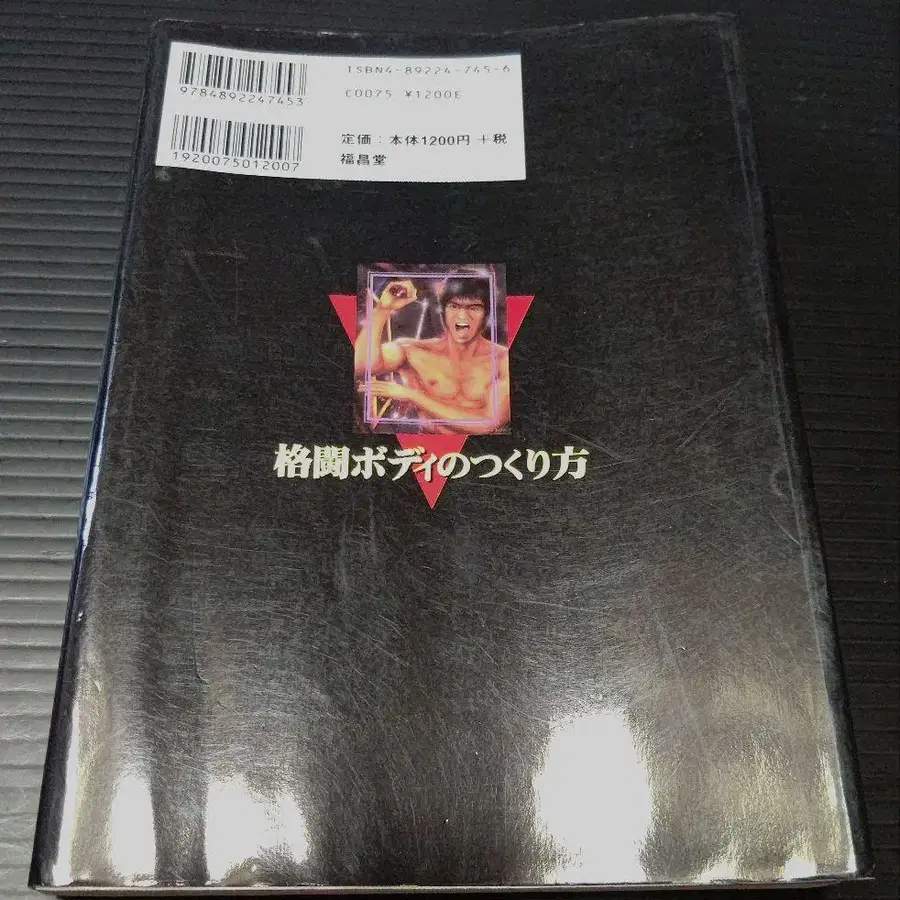 ISBN4-89224-745-6
C0075 ¥1200E
9784892247453
定価：本体1200円 +税
1920075012007
福昌堂
格闘ボディのつくり方